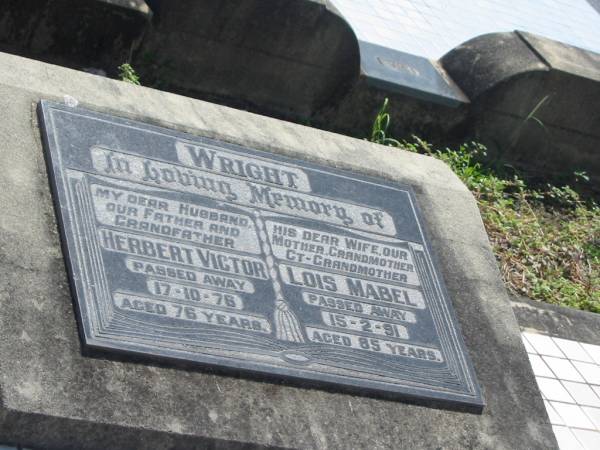 WRIGHT
In Loving Memory of
MY DEAR HUSBAND
OUR FATHER AND
GRANDFATHER
HERBERT VICTOR
PASSED AWAY
17-10-76
AGED 76 YEARS.
HIS DEAR WIFE, OUR
MOTHER, GRANDMOTHER
GT-GRANDMOTHER
LOIS MABEL
PASSED AWAY
15-2-91
AGED 85 YEARS.